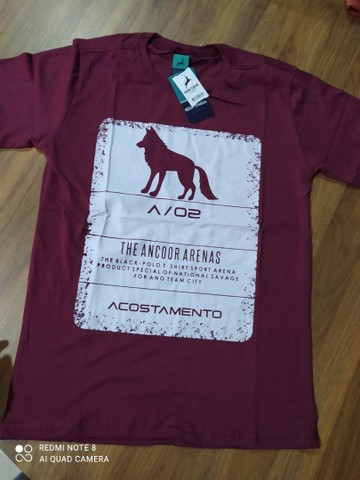 Λ/02
THE ANCOOR ARENAS
THE BLACK-POLO T-SHIRT SPORT ARENA
PRODUCT SPECIAL OF NATIONAL SAVAGE
FOR AND TEAM CITY
ACOSTAMENTO
REDMI NOTE 8
AI QUAD CAMERA